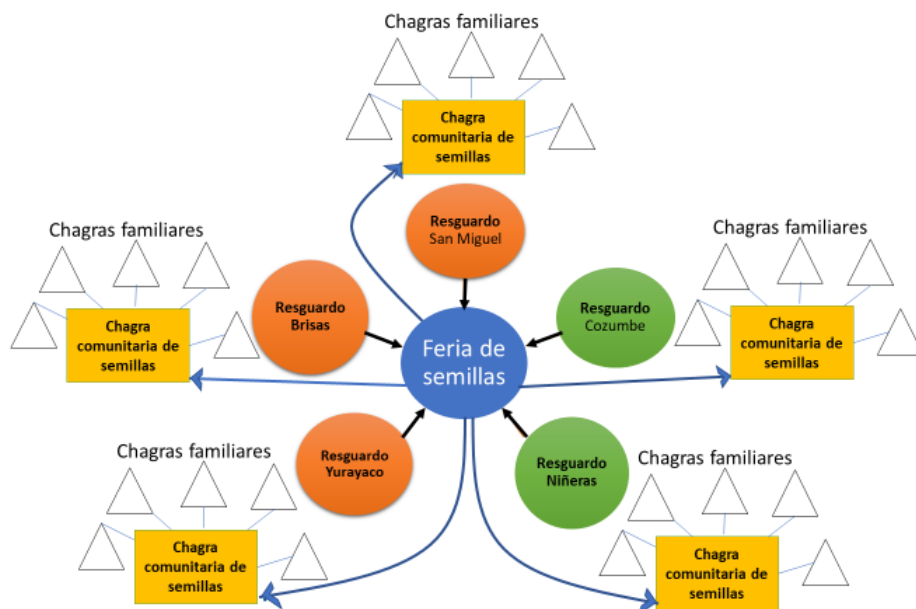 Chagras familiares
Chagra
comunitaria de
semillas
Resguardo
San Miguel
Chagras familiares
Chagras familiares
Resguardo
Brisas
Resguardo
Cozumbe
Chagra
comunitaria de
semillas
Feria de
semillas
Chagra
comunitaria de
semillas
Chagras familiares
Resguardo
Yurayaco
Resguardo
Niñeras
Chagras familiares
Chagra
comunitaria de
semillas
Chagra
comunitaria de
semillas